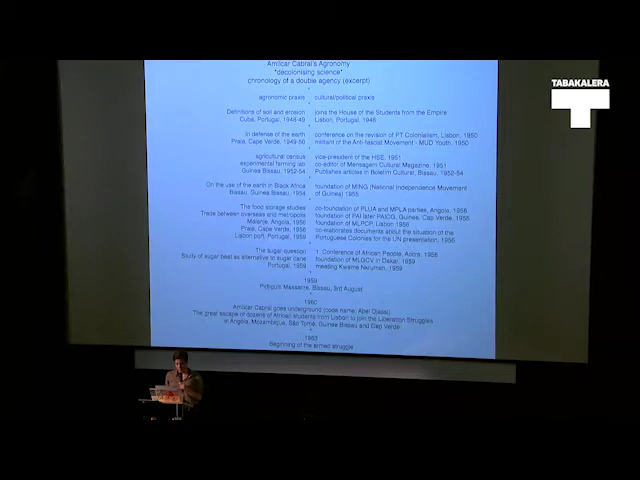 Amílcar Cabral's Agronomy
"decolonising science"
chronology of a double agency (excerpt)
agronomic praxis
cultural/political praxis
Definitions of soil and erosion
Cuba, Portugal, 1948-49
joins the House of the Students from the Empire
Lisbon, Portugal, 1948
In defense of the earth
Praia, Cape Verde, 1949-50
conference on the revision of PT Colonialism, Lisbon, 1950
militant of the Anti-fascist Movement - MUD Youth, 1950
agricultural census
experimental farming lab
Guinea Bissau, 1952-54
vice-president of the HSE, 1951
co-editor of Mensagem Cultural Magazine, 1951
Publishes articles in Boletim Cultural, Bissau, 1952-54
On the use of the earth in Black Africa
Bissau, Guinea Bissau, 1954
foundation of MING (National Independence Movement
of Guinea) 1955
The food storage studies
Trade between overseas and metropolis
Malanje, Angola, 1956
Praia, Cape Verde, 1956
Lisbon port, Portugal, 1959
co-foundation of PLUA and MPLA parties, Angola, 1956
foundation of PAI later PAIGC, Guinea, Cap Verde, 1956
foundation of MLPCP, Lisbon 1956
co-elaborates documents about the situation of the
Portuguese Colonies for the UN presentation, 1956
The sugar question
Study of sugar beat as alternative to sugar cane
Portugal, 1959
1. Conference of African People, Accra, 1958
foundation of MLGCV in Dakar, 1959
meeting Kwame Nkrumah, 1959
1959
Pidjiguiti Massacre, Bissau, 3rd August
1960
Amílcar Cabral goes underground (code name: Abel Djassi)
The great escape of dozens of African students from Lisbon to join the Liberation Struggles
in Angola, Mozambique, São Tomé, Guinea Bissau and Cap Verde
1963
Beginning of the armed struggle
TABAKALERA
T